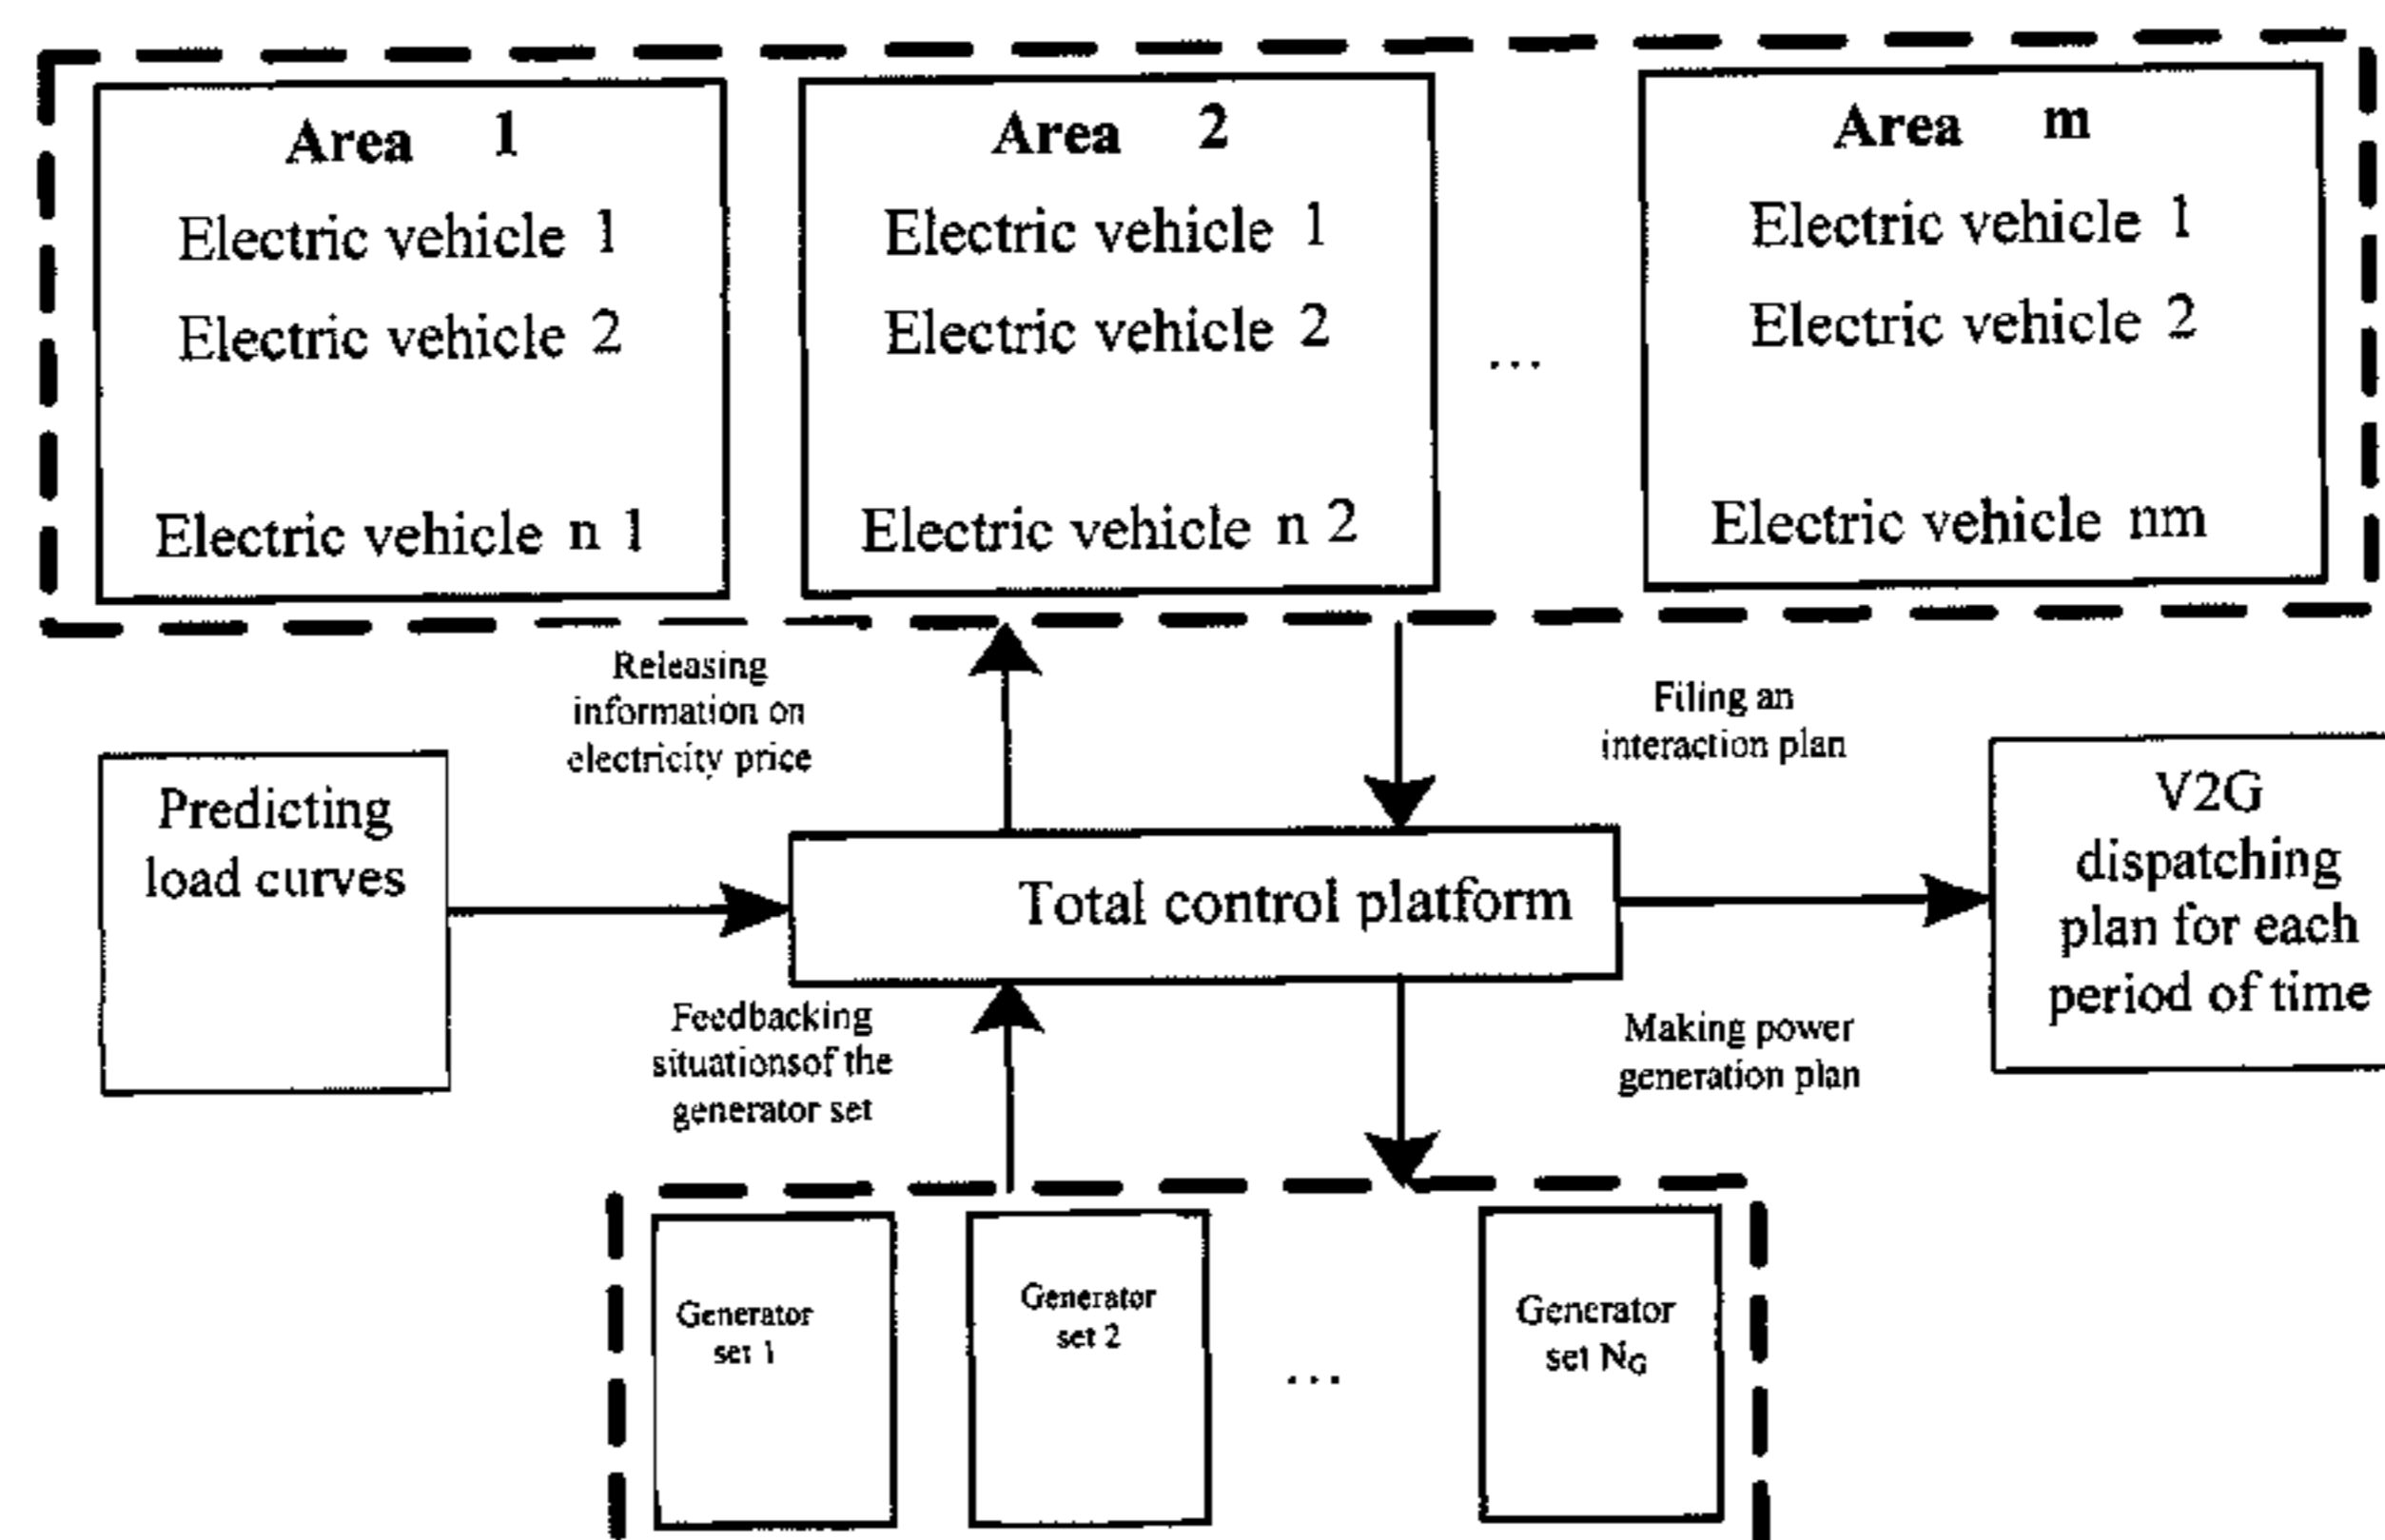 Area 1
Electric vehicle 1
Electric vehicle 2
Electric vehicle n 1
Area 2
Electric vehicle 1
Electric vehicle 2
Electric vehicle n 2
...
Area m
Electric vehicle 1
Electric vehicle 2
Electric vehicle nm
Releasing
information on
electricity price
Filing an
interaction plan
Predicting
load curves
Total control platform
V2G
dispatching
plan for each
period of time
Feedbacking
situationsof the
generator set
Making power
generation plan
Generator
set 1
Generator
set 2
...
Generator
set NG